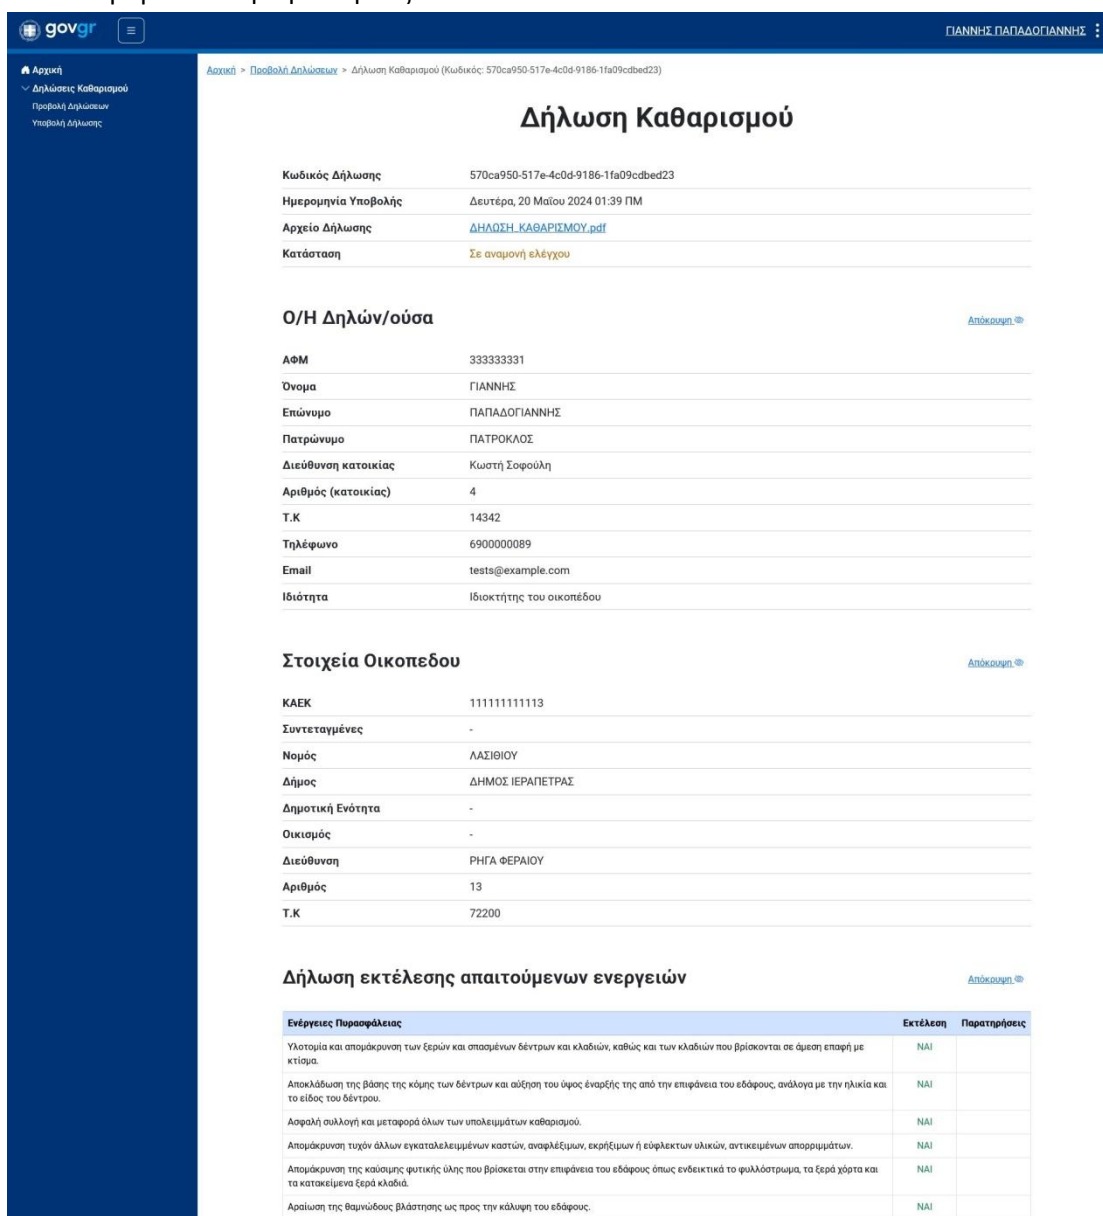 govgr
ΓΙΑΝΝΗΣ ΠΑΠΑΔΟΓΙΑΝΝΗΣ
Αρχική
Δηλώσεις Καθαρισμού
Προβολή Δηλώσεων
Υποβολή Δήλωσης
Αρχική > Προβολή Δηλώσεων > Δήλωση Καθαρισμού (Κωδικός: 570ca950-517e-4c0d-9186-1fa09cdbed23)
Δήλωση Καθαρισμού
Κωδικός Δήλωσης 570ca950-517e-4c0d-9186-1fa09cdbed23
Ημερομηνία Υποβολής Δευτέρα, 20 Μαΐου 2024 01:39 ΠΜ
Αρχείο Δήλωσης ΔΗΛΩΣΗ_ΚΑΘΑΡΙΣΜΟΥ.pdf
Κατάσταση Σε αναμονή ελέγχου
Ο/Η Δηλών/ούσα Απόκρυψη
ΑΦΜ 333333331
Όνομα ΓΙΑΝΝΗΣ
Επώνυμο ΠΑΠΑΔΟΓΙΑΝΝΗΣ
Πατρώνυμο ΠΑΤΡΟΚΛΟΣ
Διεύθυνση κατοικίας Κωστή Σοφούλη
Αριθμός (κατοικίας) 4
Τ.Κ 14342
Τηλέφωνο 6900000089
Email tests@example.com
Ιδιότητα Ιδιοκτήτης του οικοπέδου
Στοιχεία Οικοπεδου Απόκρυψη
ΚΑΕΚ 111111111113
Συντεταγμένες -
Νομός ΛΑΣΙΘΙΟΥ
Δήμος ΔΗΜΟΣ ΙΕΡΑΠΕΤΡΑΣ
Δημοτική Ενότητα -
Οικισμός -
Διεύθυνση ΡΗΓΑ ΦΕΡΑΙΟΥ
Αριθμός 13
Τ.Κ 72200
Δήλωση εκτέλεσης απαιτούμενων ενεργειών Απόκρυψη
Ενέργειες Πυρασφάλειας Εκτέλεση Παρατηρήσεις
Υλοτομία και απομάκρυνση των ξερών και σπασμένων δέντρων και κλαδιών, καθώς και των κλαδιών που βρίσκονται σε άμεση επαφή με ΝΑΙ
κτίσμα.
Αποκλάδωση της βάσης της κόμης των δέντρων και αύξηση του ύψος έναρξής της από την επιφάνεια του εδάφους, ανάλογα με την ηλικία και ΝΑΙ
το είδος του δέντρου.
Ασφαλή συλλογή και μεταφορά όλων των υπολειμμάτων καθαρισμού. ΝΑΙ
Απομάκρυνση τυχόν άλλων εγκαταλελειμμένων καστών, αναφλέξιμων, εκρήξιμων ή εύφλεκτων υλικών, αντικειμένων απορριμμάτων. ΝΑΙ
Απομάκρυνση της καύσιμης φυτικής ύλης που βρίσκεται στην επιφάνεια του εδάφους όπως ενδεικτικά το φυλλόστρωμα, τα ξερά χόρτα και ΝΑΙ
τα κατακείμενα ξερά κλαδιά.
Αραίωση της θαμνώδους βλάστησης ως προς την κάλυψη του εδάφους. ΝΑΙ